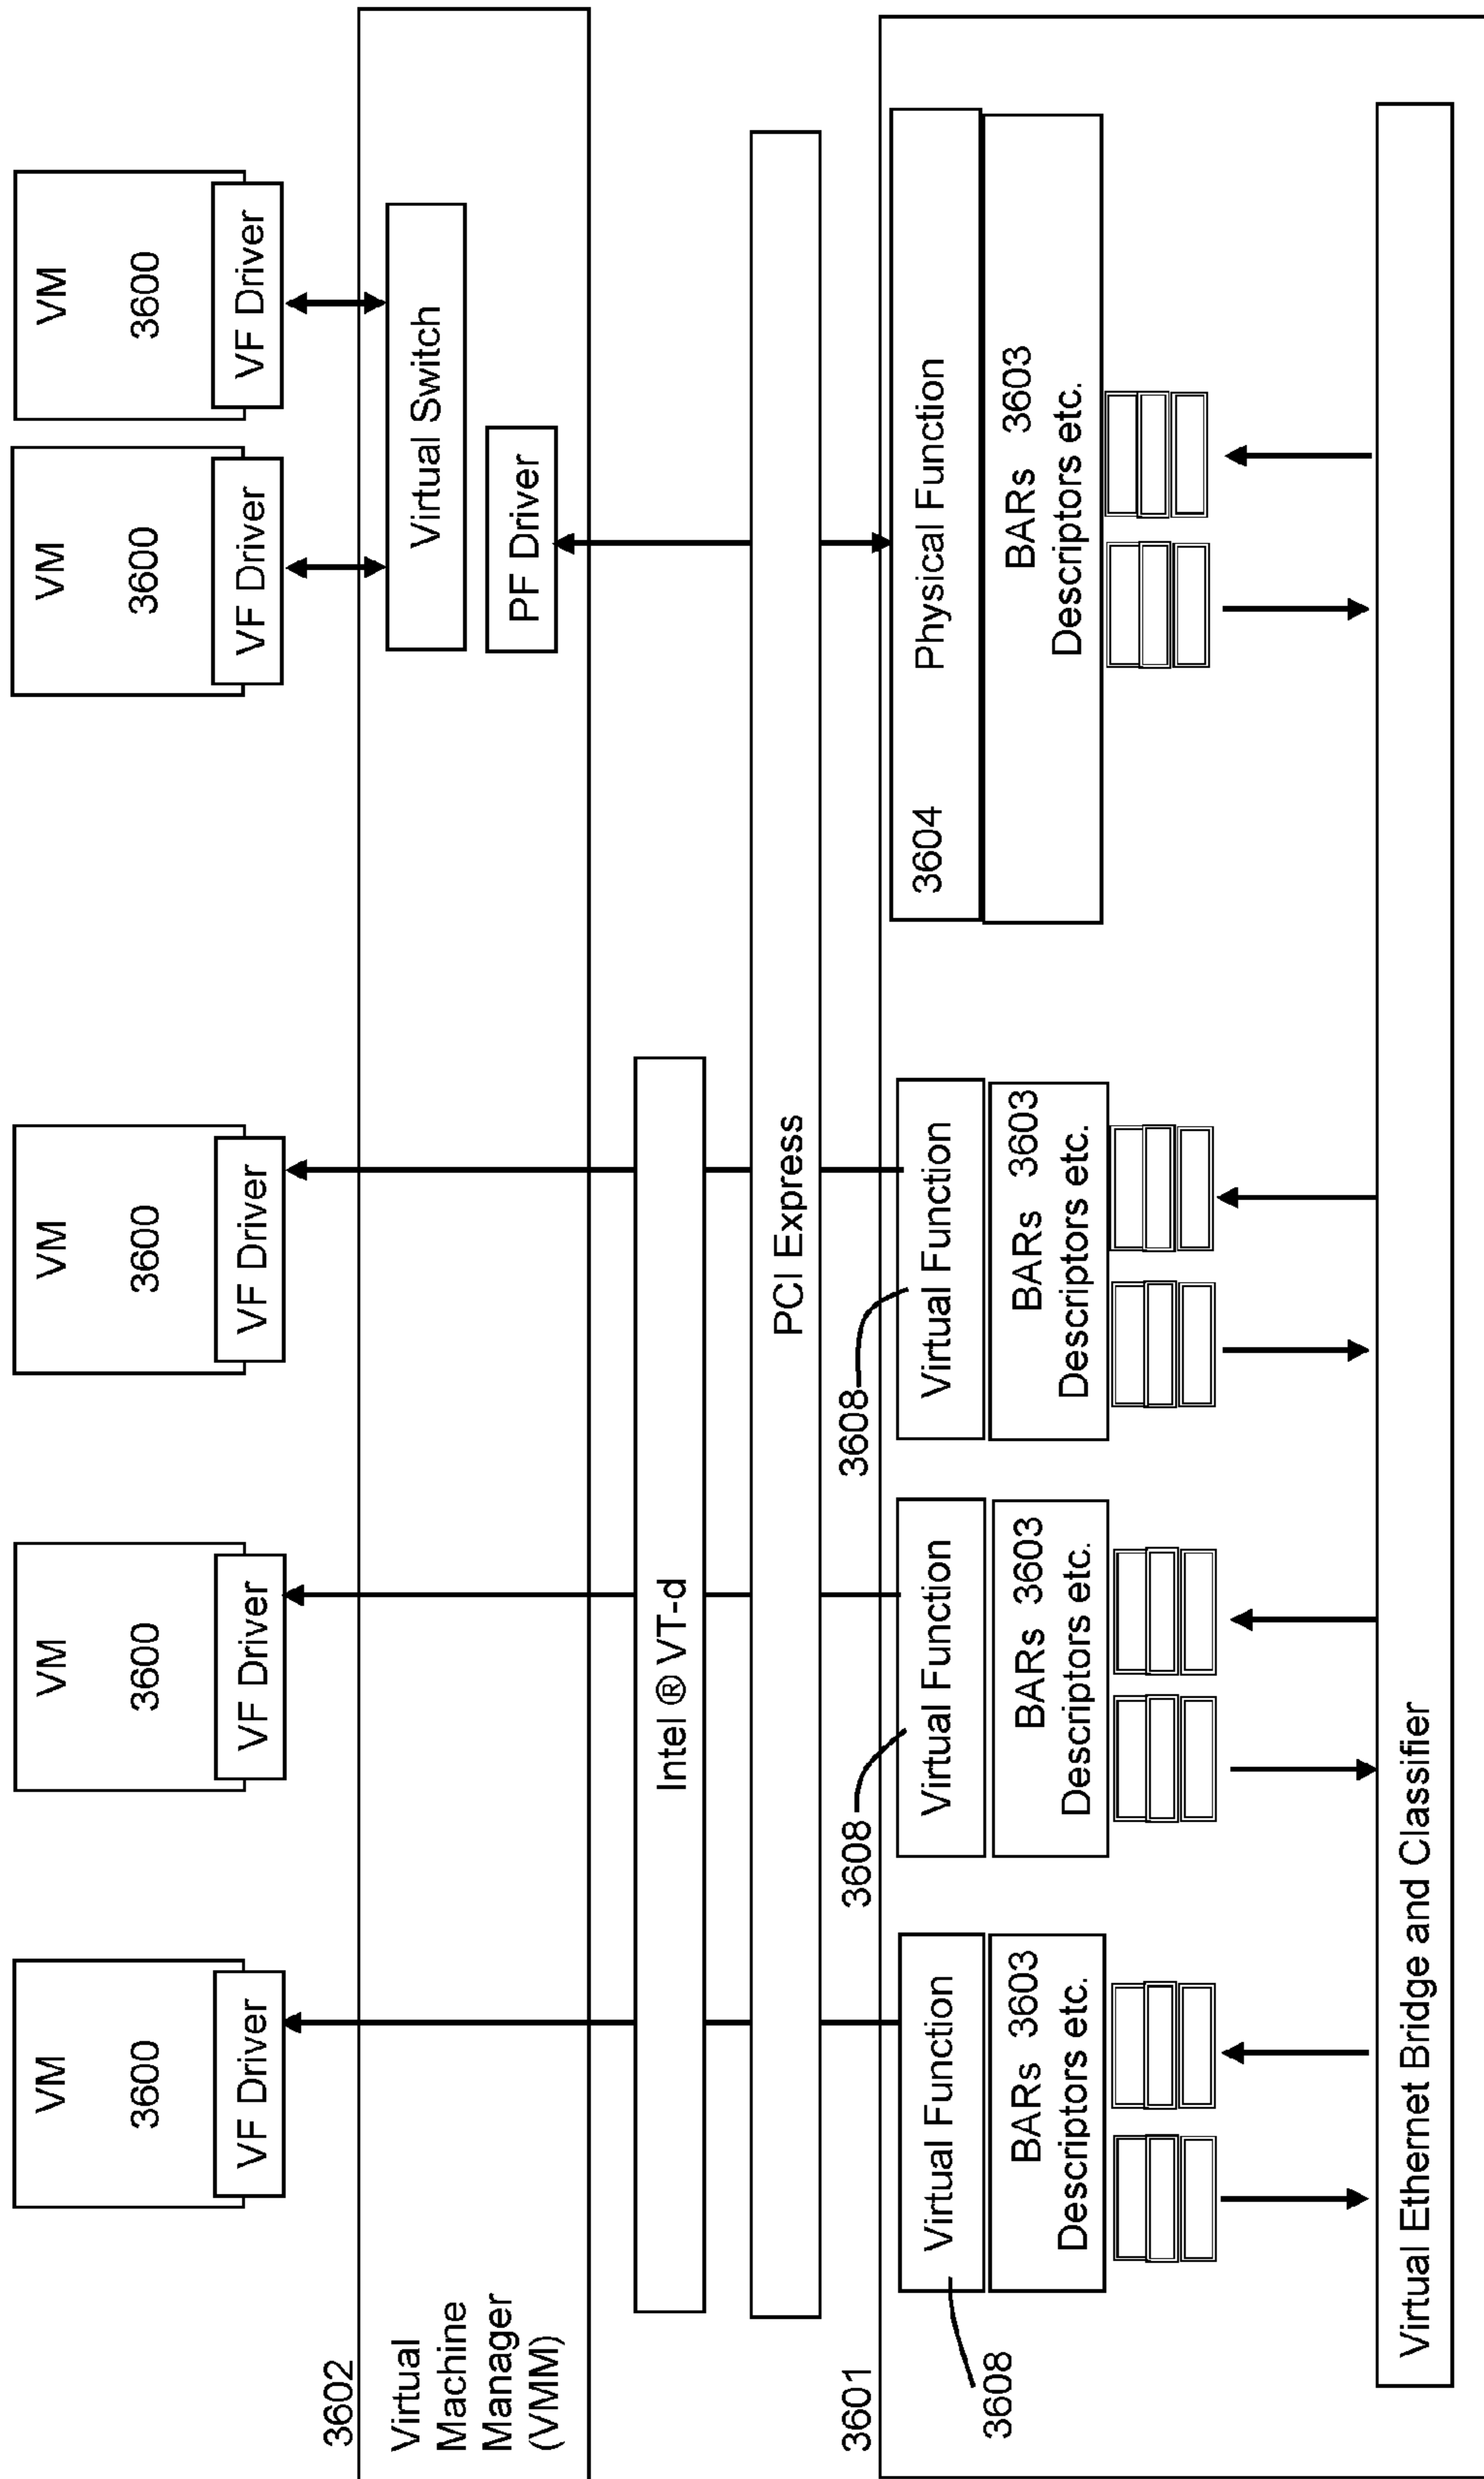 VM
3600
VF Driver
VM
3600
VF Driver
VM
3600
VF Driver
VM
3600
VF Driver
VM
3600
VF Driver
3602
Virtual
Machine
Manager
(VMM)
Virtual Switch
PF Driver
Intel ® VT-d
PCI Express
3601
3608
3608
3608
Virtual Function
BARs 3603
Descriptors etc.
Virtual Function
BARs 3603
Descriptors etc.
Virtual Function
BARs 3603
Descriptors etc.
3604 Physical Function
BARs 3603
Descriptors etc.
Virtual Ethernet Bridge and Classifier